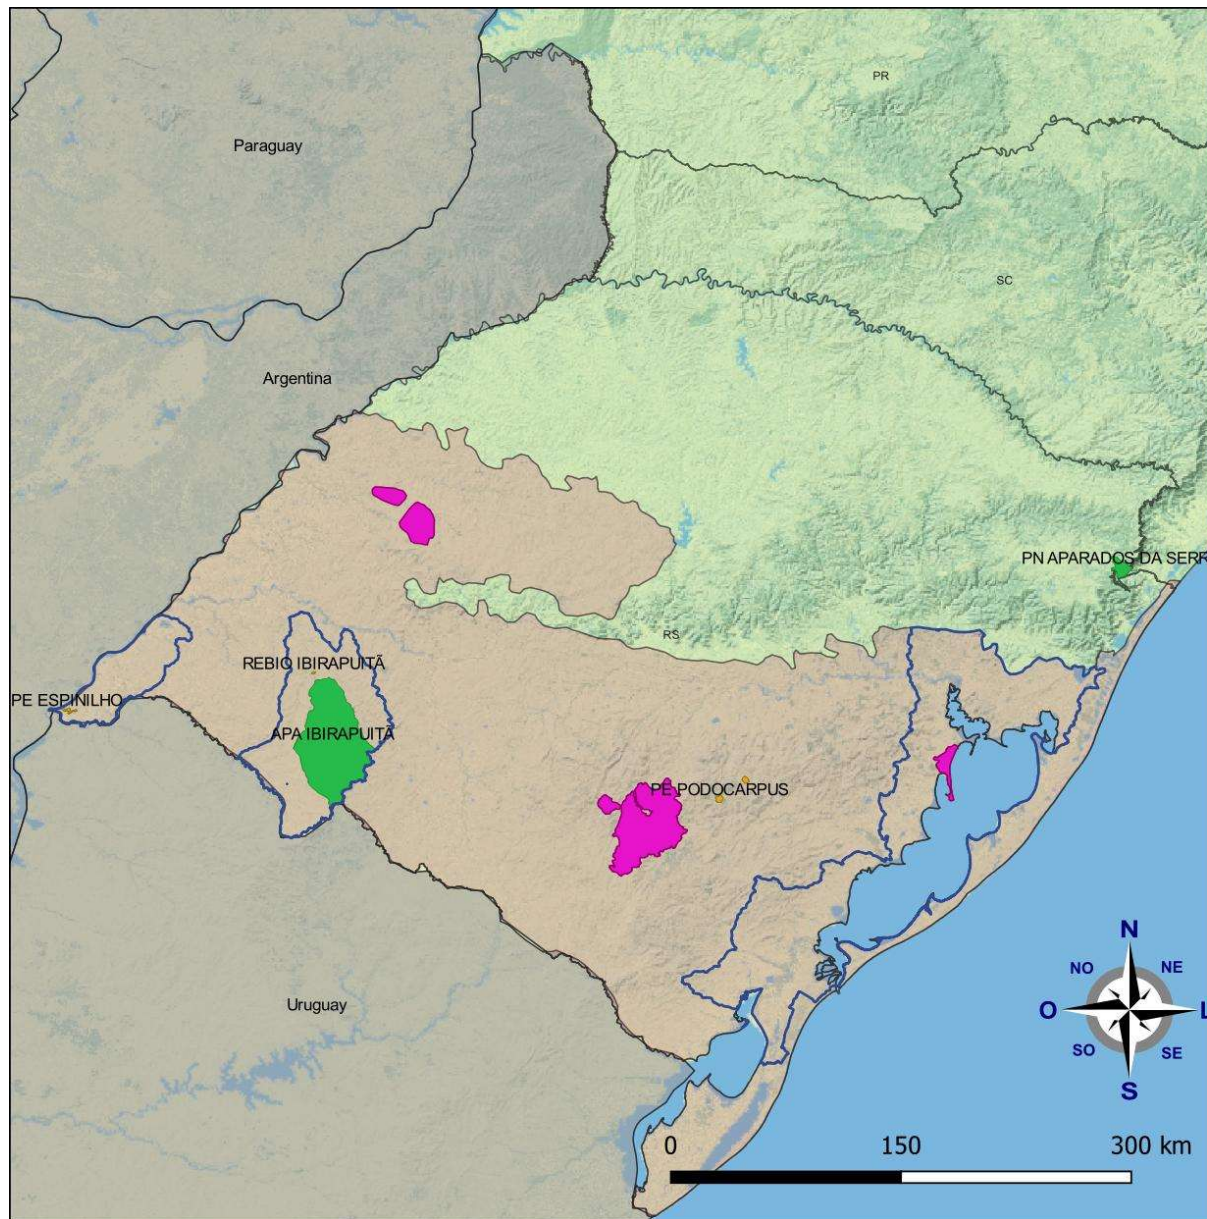 PR
Paraguay
SC
Argentina
PN APARADOS DA SERR
RS
REBIO IBIRAPUITÃ
PE ESPINILHO
APA IBIRAPUITÃ
PE PODOCARPUS
N
NO
NE
Uruguay
O
L
SO
SE
S
0
150
300 km